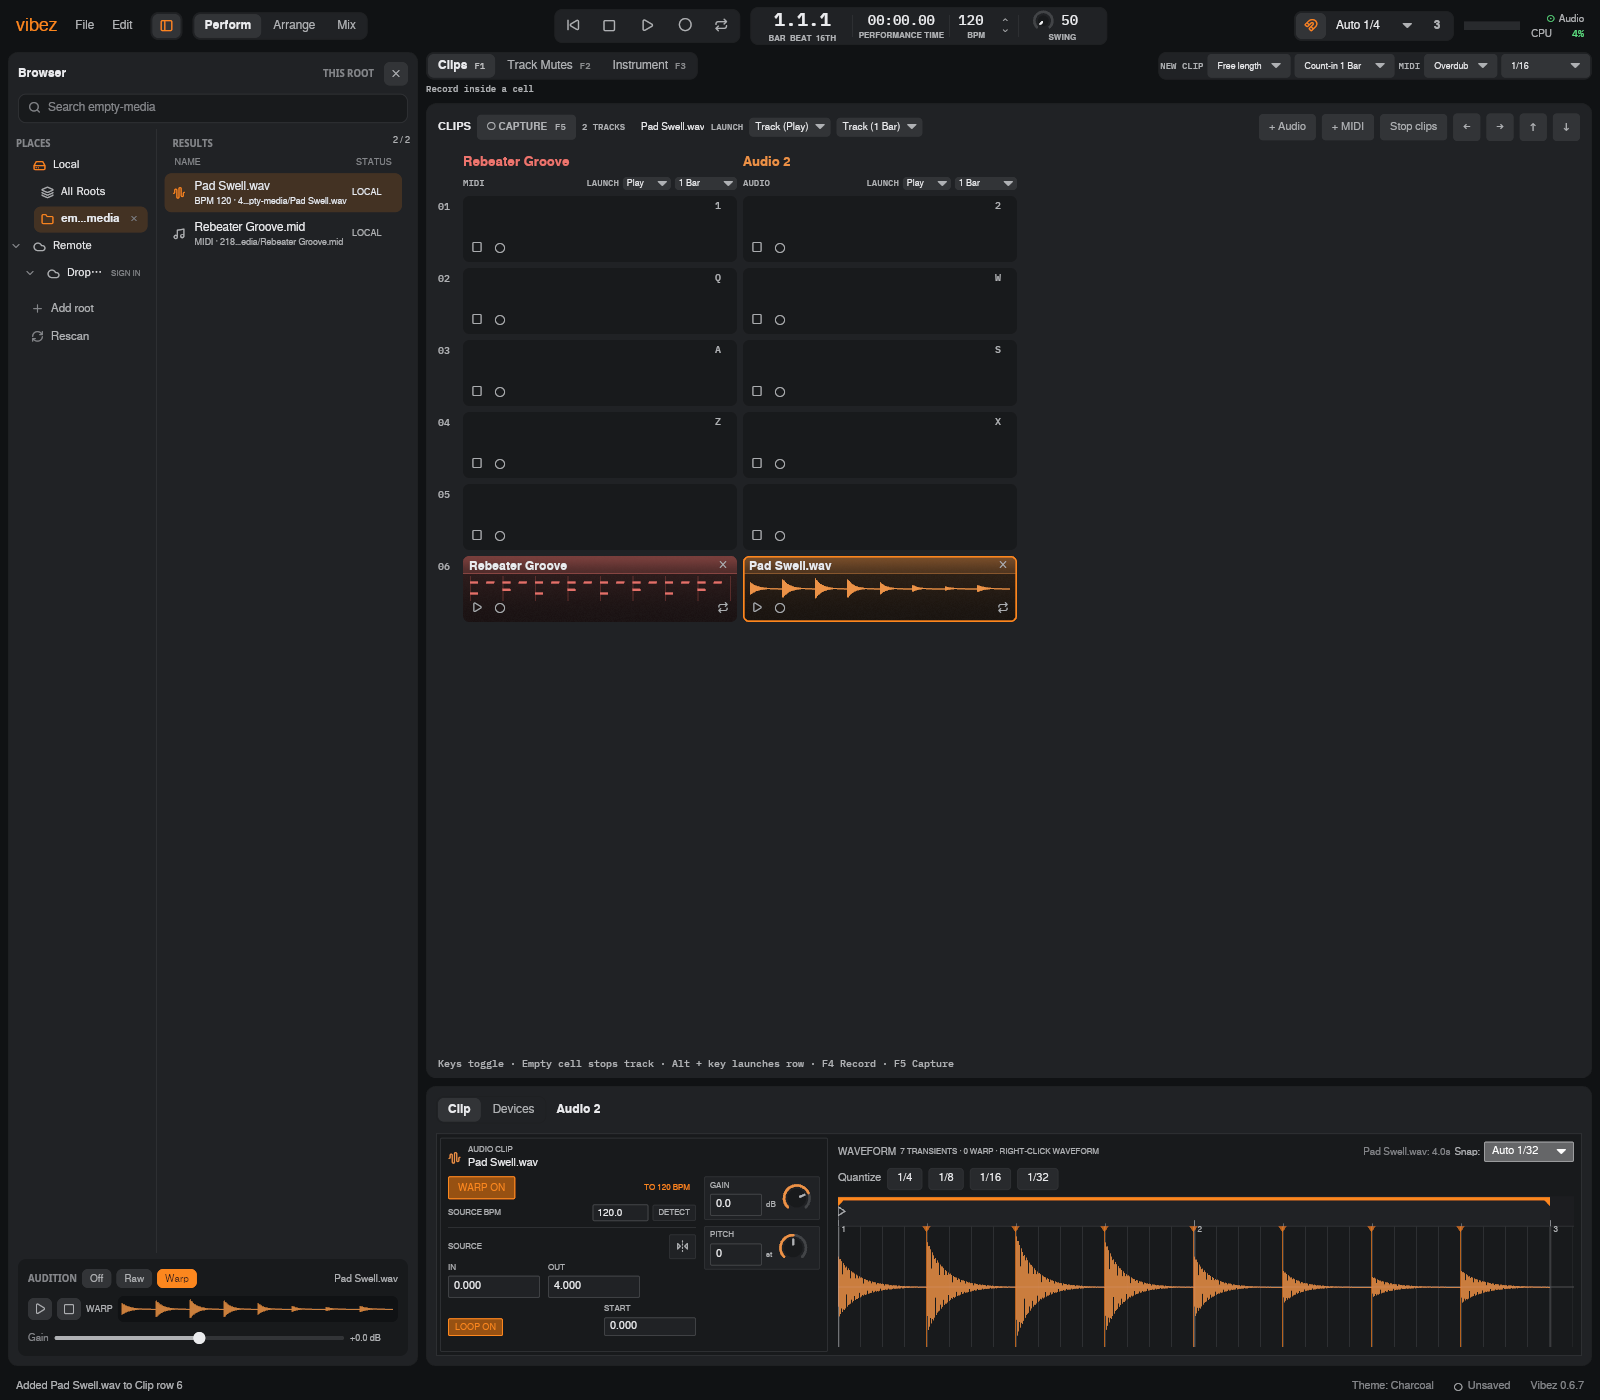 vibez File Edit Perform Arrange Mix
1.1.1 00:00.00 120 50
BAR BEAT 16TH PERFORMANCE TIME BPM SWING
Auto 1/4 3 Audio
CPU 4%
Browser THIS ROOT
Search empty-media
PLACES
Local
All Roots
em...media
Remote
Drop··· SIGN IN
Add root
Rescan
RESULTS 2 / 2
NAME STATUS
Pad Swell.wav LOCAL
BPM 120 · 4...pty-media/Pad Swell.wav
Rebeater Groove.mid LOCAL
MIDI · 218...edia/Rebeater Groove.mid
AUDITION Off Raw Warp Pad Swell.wav
WARP
Gain +0.0 dB
Clips F1 Track Mutes F2 Instrument F3
NEW CLIP Free length Count-in 1 Bar MIDI Overdub 1/16
Record inside a cell
CLIPS CAPTURE F5 2 TRACKS Pad Swell.wav LAUNCH Track (Play) Track (1 Bar)
+ Audio + MIDI Stop clips ← → ↑ ↓
Rebeater Groove Audio 2
MIDI LAUNCH Play 1 Bar AUDIO LAUNCH Play 1 Bar
01 1 2
02 Q W
03 A S
04 Z X
05
06 Rebeater Groove Pad Swell.wav
Keys toggle · Empty cell stops track · Alt + key launches row · F4 Record · F5 Capture
Clip Devices Audio 2
AUDIO CLIP
Pad Swell.wav
WARP ON TO 120 BPM
SOURCE BPM 120.0 DETECT
SOURCE
IN OUT
0.000 4.000
START
LOOP ON 0.000
GAIN
0.0 dB
PITCH
0 st
WAVEFORM 7 TRANSIENTS · 0 WARP · RIGHT-CLICK WAVEFORM Pad Swell.wav: 4.0s Snap: Auto 1/32
Quantize 1/4 1/8 1/16 1/32
1 2 3
Added Pad Swell.wav to Clip row 6 Theme: Charcoal Unsaved Vibez 0.6.7